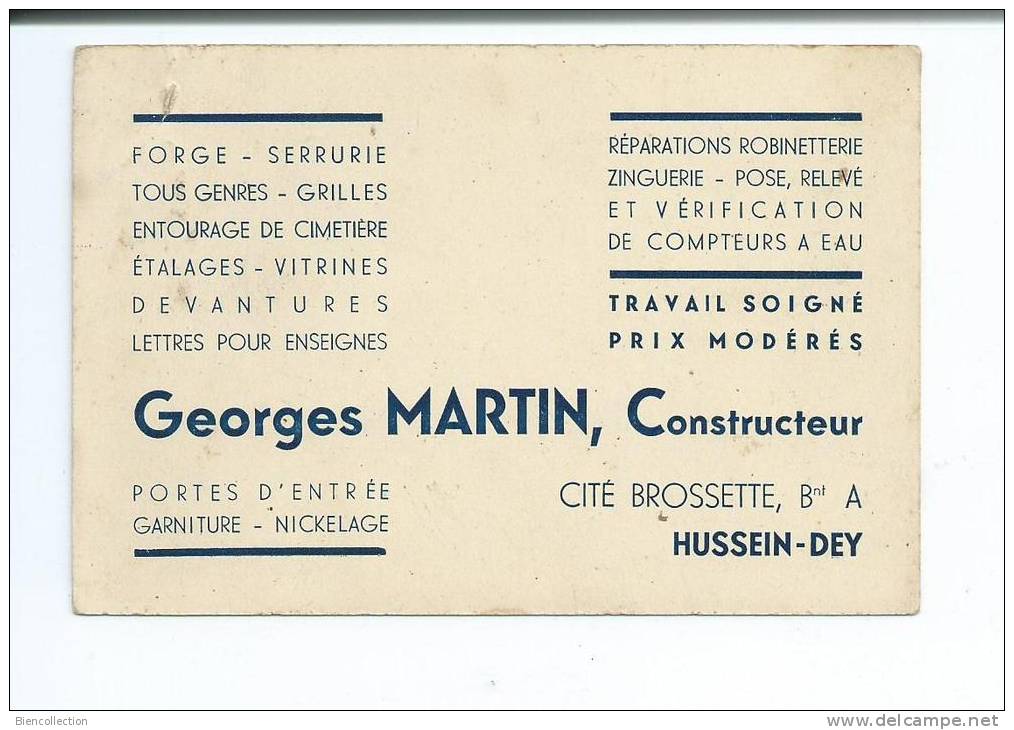 FORGE - SERRURIE
TOUS GENRES - GRILLES
ENTOURAGE DE CIMETIÈRE
ÉTALAGES - VITRINES
DEVANTURES
LETTRES POUR ENSEIGNES
RÉPARATIONS ROBINETTERIE
ZINGUERIE - POSE, RELEVÉ
ET VÉRIFICATION
DE COMPTEURS A EAU
TRAVAIL SOIGNÉ
PRIX MODÉRÉS
Georges MARTIN, Constructeur
PORTES D'ENTRÉE
GARNITURE - NICKELAGE
CITÉ BROSSETTE, Bnt A
HUSSEIN-DEY
Biencollection
www.delcampe.net